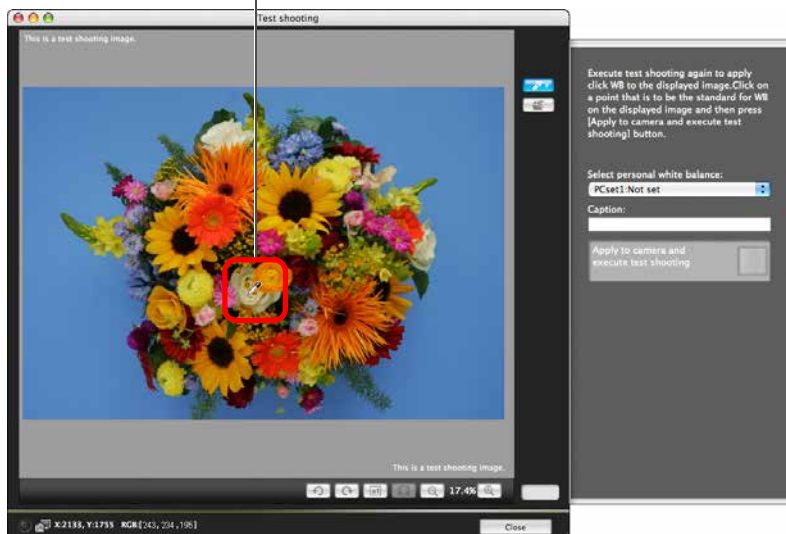 Test shooting
This is a test shooting image.
Execute test shooting again to apply
click WB to the displayed image.Click on
a point that is to be the standard for WB
on the displayed image and then press
[Apply to camera and execute test
shooting] button.
Select personal white balance:
PCset1:Not set
Caption:
Apply to camera and
execute test shooting
This is a test shooting image.
17.4%
X:2133, Y:1755 RGB:[243, 234 ,195]
Close